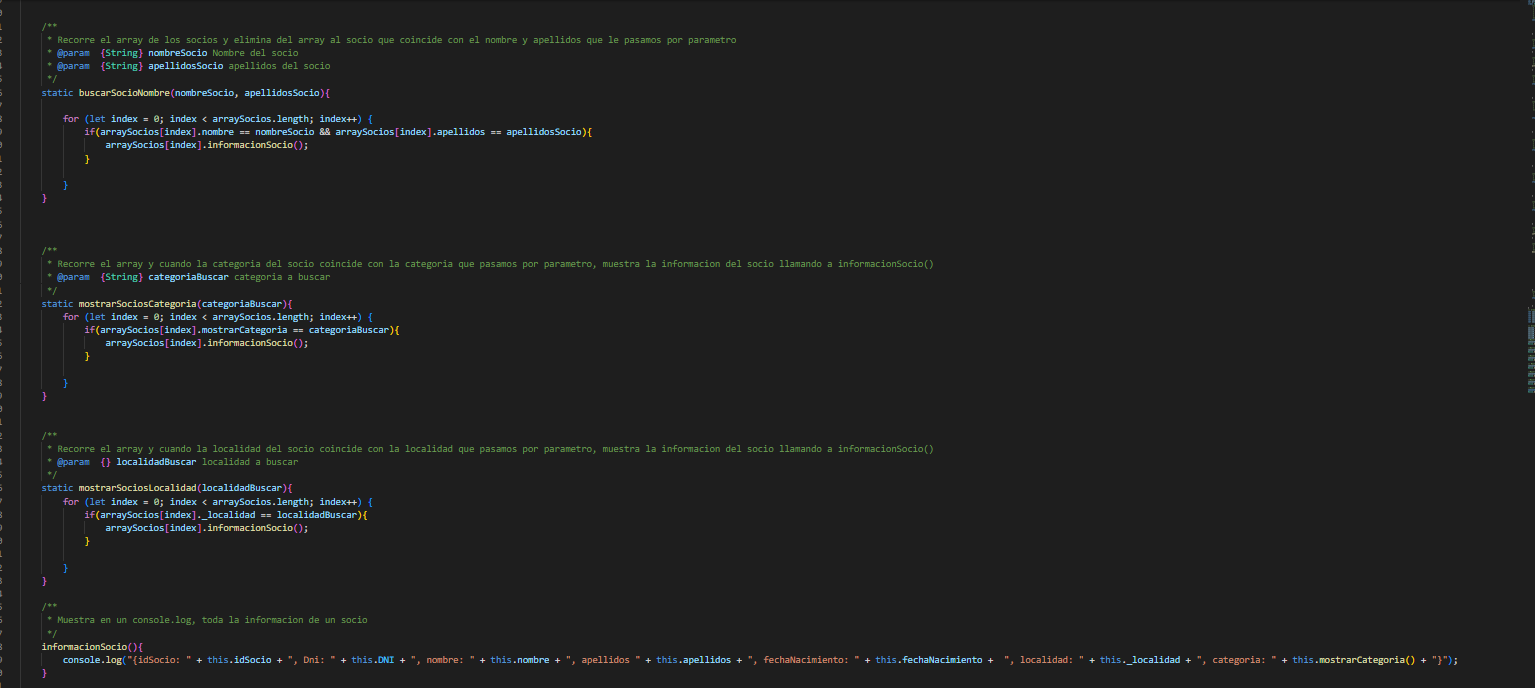 /**
 * Recorre el array de los socios y elimina del array al socio que coincide con el nombre y apellidos que le pasamos por parametro
 * @param  {String} nombreSocio Nombre del socio
 * @param  {String} apellidosSocio apellidos del socio
 */
static buscarSocioNombre(nombreSocio, apellidosSocio){
    for (let index = 0; index < arraySocios.length; index++) {
        if(arraySocios[index].nombre == nombreSocio && arraySocios[index].apellidos == apellidosSocio){
            arraySocios[index].informacionSocio();
        }
    }
}
/**
 * Recorre el array y cuando la categoria del socio coincide con la categoria que pasamos por parametro, muestra la informacion del socio llamando a informacionSocio()
 * @param  {String} categoriaBuscar categoria a buscar
 */
static mostrarSociosCategoria(categoriaBuscar){
    for (let index = 0; index < arraySocios.length; index++) {
        if(arraySocios[index].mostrarCategoria == categoriaBuscar){
            arraySocios[index].informacionSocio();
        }
    }
}
/**
 * Recorre el array y cuando la localidad del socio coincide con la localidad que pasamos por parametro, muestra la informacion del socio llamando a informacionSocio()
 * @param  {} localidadBuscar localidad a buscar
 */
static mostrarSociosLocalidad(localidadBuscar){
    for (let index = 0; index < arraySocios.length; index++) {
        if(arraySocios[index]._localidad == localidadBuscar){
            arraySocios[index].informacionSocio();
        }
    }
}
/**
 * Muestra en un console.log, toda la informacion de un socio
 */
informacionSocio(){
    console.log("{idSocio: " + this.idSocio + ", Dni: " + this.DNI + ", nombre: " + this.nombre + ", apellidos " + this.apellidos + ", fechaNacimiento: " + this.fechaNacimiento +  ", localidad: " + this._localidad + ", categoria: " + this.mostrarCategoria() + "}");
}